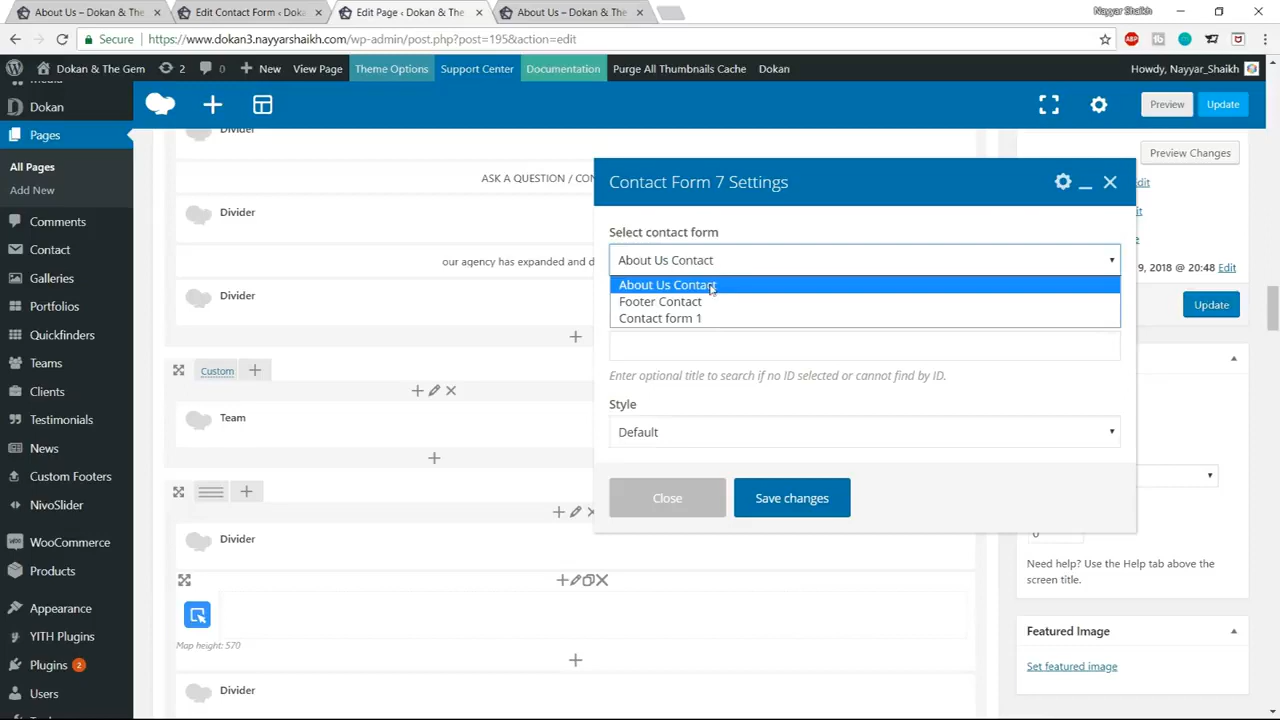 About Us – Dokan & The
Edit Contact Form ‹ Doka
Edit Page ‹ Dokan & The
About Us – Dokan & The
Nayyar Shaikh
Secure
https://www.dokan3.nayyarshaikh.com/wp-admin/post.php?post=195&action=edit
ABP
Dokan & The Gem
2
0
New
View Page
Theme Options
Support Center
Documentation
Purge All Thumbnails Cache
Dokan
Howdy, Nayyar_Shaikh
Dokan
Pages
All Pages
Add New
Comments
Contact
Galleries
Portfolios
Quickfinders
Teams
Clients
Testimonials
News
Custom Footers
NivoSlider
WooCommerce
Products
Appearance
YITH Plugins
Plugins 2
Users
Preview
Update
Divider
ASK A QUESTION / CON
Divider
our agency has expanded and d
Divider
Custom
Team
Divider
Map height: 570
Divider
Contact Form 7 Settings
Select contact form
About Us Contact
About Us Contact
Footer Contact
Contact form 1
Enter optional title to search if no ID selected or cannot find by ID.
Style
Default
Close
Save changes
Preview Changes
dit
it
e
9, 2018 @ 20:48 Edit
Update
0
Need help? Use the Help tab above the
screen title.
Featured Image
Set featured image